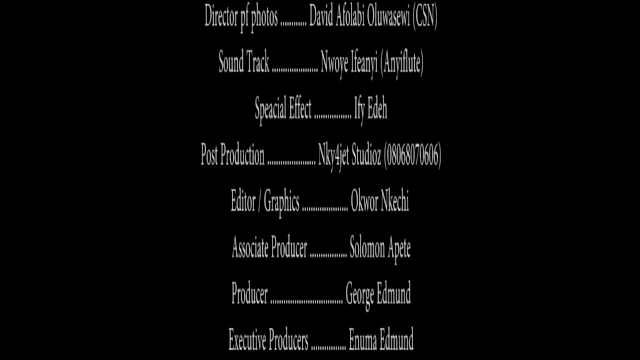 Director pf photos ............ David Afolabi Oluwasewi (CSN)
Sound Track .................... Nwoye Ifeanyi (Anyiflute)
Speacial Effect ................ Ify Edeh
Post Production ..................... Nky4jet Studioz (08068070606)
Editor / Graphics .................... Okwor Nkechi
Associate Producer ................ Solomon Apete
Producer ............................... George Edmund
Executive Producers ............... Enuma Edmund